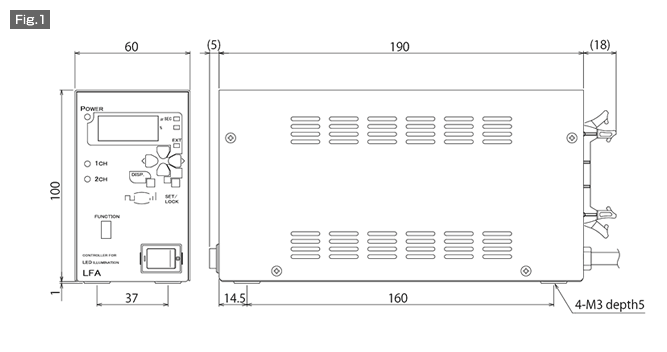 Fig.1
60
(5)
190
(18)
POWER
EXT
1CH
2CH
DISP.
SET/
LOCK
FUNCTION
CONTROLLER FOR
LED ILLUMINATION
LFA
100
1
37
14.5
160
4-M3 depth5